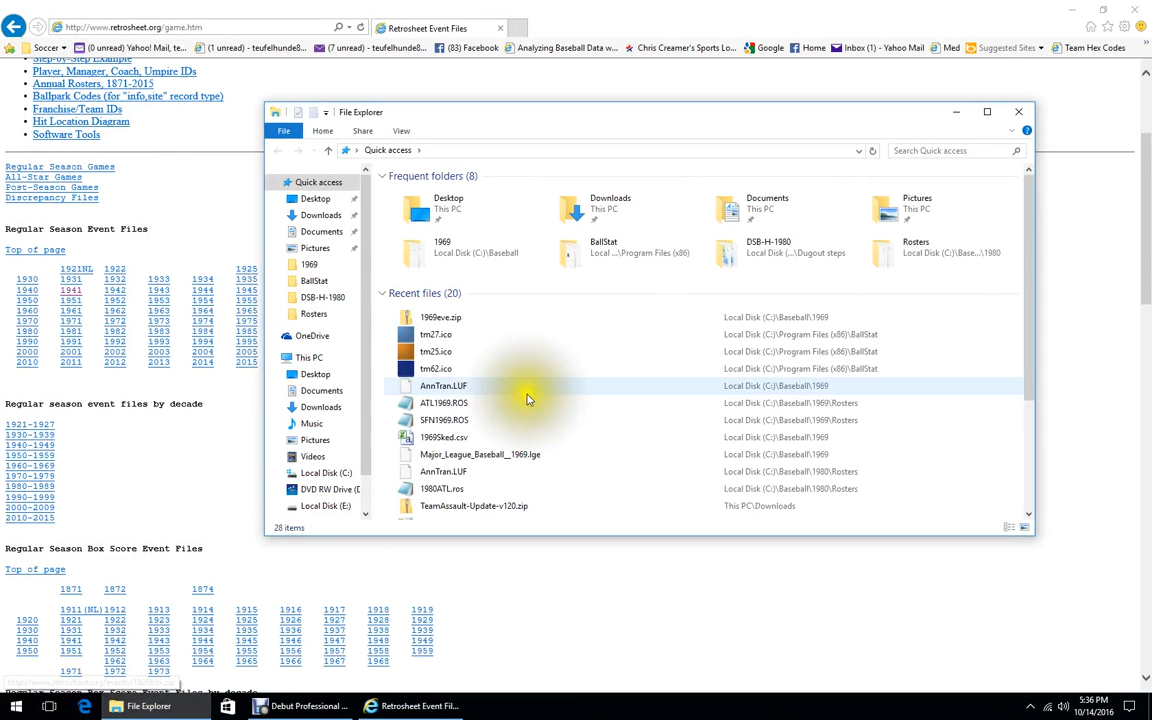 http://www.retrosheet.org/game.htm
Retrosheet Event Files
Soccer
(0 unread) Yahoo! Mail, te...
(1 unread) - teufelhunde8...
(7 unread) - teufelhunde8...
(83) Facebook
Analyzing Baseball Data w...
Chris Creamer's Sports Lo...
Google
Home
Inbox (1) - Yahoo Mail
Med
Suggested Sites
Team Hex Codes
Step-by-Step Example
Player, Manager, Coach, Umpire IDs
Annual Rosters, 1871-2015
Ballpark Codes (for "info,site" record type)
Franchise/Team IDs
Hit Location Diagram
Software Tools
Regular Season Games
All-Star Games
Post-Season Games
Discrepancy Files
Regular Season Event Files
Top of page
1921NL 1922 1925
1930 1931 1932 1933 1934 1935
1940 1941 1942 1943 1944 1945
1950 1951 1952 1953 1954 1955
1960 1961 1962 1963 1964 1965
1970 1971 1972 1973 1974 1975
1980 1981 1982 1983 1984 1985
1990 1991 1992 1993 1994 1995
2000 2001 2002 2003 2004 2005
2010 2011 2012 2013 2014 2015
Regular season event files by decade
1921-1927
1930-1939
1940-1949
1950-1959
1960-1969
1970-1979
1980-1989
1990-1999
2000-2009
2010-2015
Regular Season Box Score Event Files
Top of page
1871 1872 1874
1911(NL) 1912 1913 1914 1915 1916 1917 1918 1919
1920 1921 1922 1923 1924 1925 1926 1927 1928 1929
1930 1931 1932 1933 1934 1935 1936 1937 1938 1939
1940 1941 1942 1943 1944 1945 1946 1947 1948 1949
1950 1951 1952 1953 1954 1955 1956 1957 1958 1959
1962 1963 1964 1965 1966 1967 1968
1971 1972 1973
Regular Season Box Score Event Files by decade
File Explorer
File
Home
Share
View
Quick access
Search Quick access
Quick access
Desktop
Downloads
Documents
Pictures
1969
BallStat
DSB-H-1980
Rosters
OneDrive
This PC
Desktop
Documents
Downloads
Music
Pictures
Videos
Local Disk (C:)
DVD RW Drive (D
Local Disk (E:)
Frequent folders (8)
Desktop
This PC
Downloads
This PC
Documents
This PC
Pictures
This PC
1969
Local Disk (C:)\Baseball
BallStat
Local ...\Program Files (x86)
DSB-H-1980
Local Disk (...\Dugout steps
Rosters
Local Disk (C:)\Base...\1980
Recent files (20)
1969eve.zip Local Disk (C:)\Baseball\1969
tm27.ico Local Disk (C:)\Program Files (x86)\BallStat
tm25.ico Local Disk (C:)\Program Files (x86)\BallStat
tm62.ico Local Disk (C:)\Program Files (x86)\BallStat
AnnTran.LUF Local Disk (C:)\Baseball\1969
ATL1969.ROS Local Disk (C:)\Baseball\1969\Rosters
SFN1969.ROS Local Disk (C:)\Baseball\1969\Rosters
1969Sked.csv Local Disk (C:)\Baseball\1969
Major_League_Baseball__1969.lge Local Disk (C:)\Baseball\1969
AnnTran.LUF Local Disk (C:)\Baseball\1980\Rosters
1980ATL.ros Local Disk (C:)\Baseball\1980\Rosters
TeamAssault-Update-v120.zip This PC\Downloads
28 items
File Explorer
Debut Professional ...
Retrosheet Event Fil...
5:36 PM
10/14/2016